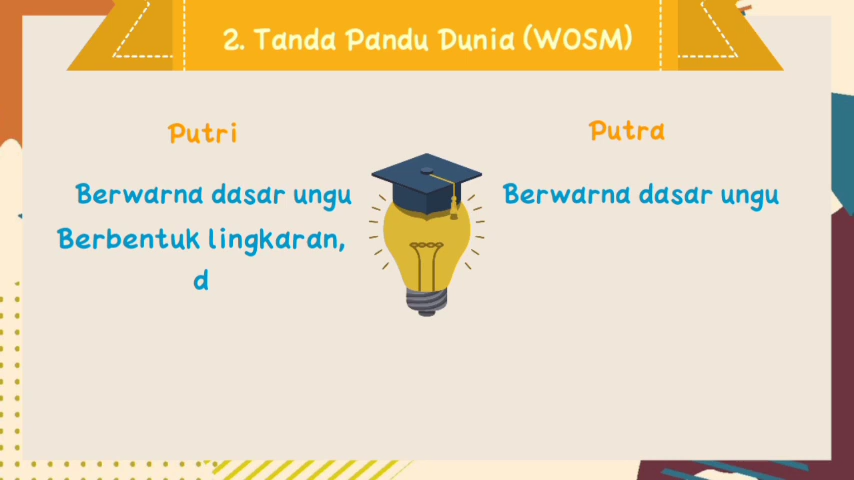 2. Tanda Pandu Dunia (WOSM)
Putri
Berwarna dasar ungu
Berbentuk lingkaran,
d
Putra
Berwarna dasar ungu